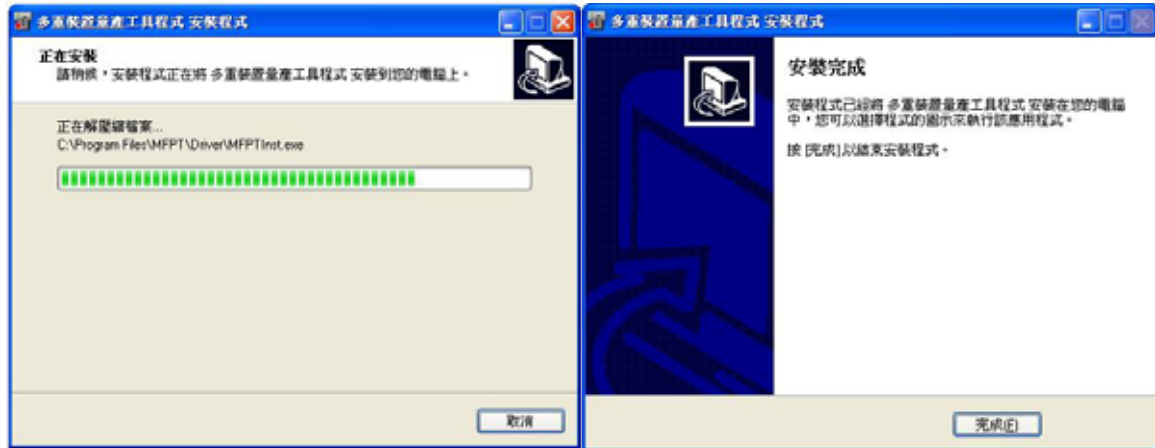 多重裝置量產工具程式 安裝程式
正在安裝
請稍候，安裝程式正在將 多重裝置量產工具程式 安裝到您的電腦上。
正在解壓縮檔案...
C:\Program Files\MFPT\Driver\MFPTInst.exe
取消
多重裝置量產工具程式 安裝程式
安裝完成
安裝程式已經將 多重裝置量產工具程式 安裝在您的電腦
中，您可以選擇程式的圖示來執行該應用程式。
按 [完成] 以結束安裝程式。
完成(F)